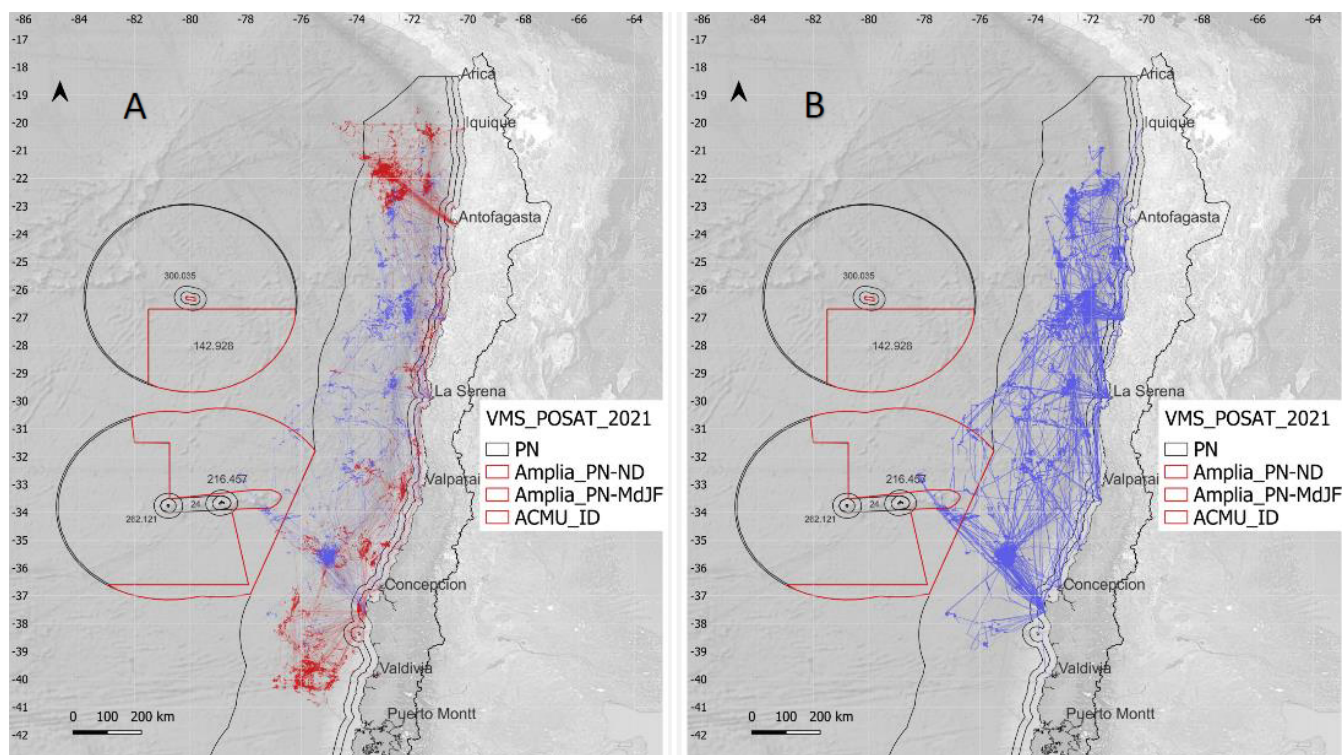 -86 -84 -82 -80 -78 -76 -74 -72 -70 -68 -66 -64
-17
-18
-19
-20
-21
-22
-23
-24
-25
-26
-27
-28
-29
-30
-31
-32
-33
-34
-35
-36
-37
-38
-39
-40
-41
-42
A
Arica
Iquique
Antofagasta
300.035
142.928
La Serena
VMS_POSAT_2021
PN
Amplia_PN-ND
Amplia_PN-MdJF
ACMU_ID
216.457
Valparai
262.121
24
Concepcion
Valdivia
Puerto Montt
0 100 200 km
-86 -84 -82 -80 -78 -76 -74 -72 -70 -68 -66 -64
-17
-18
-19
-20
-21
-22
-23
-24
-25
-26
-27
-28
-29
-30
-31
-32
-33
-34
-35
-36
-37
-38
-39
-40
-41
-42
B
Arica
Iquique
Antofagasta
300.035
142.928
La Serena
VMS_POSAT_2021
PN
Amplia_PN-ND
Amplia_PN-MdJF
ACMU_ID
216.457
Valparai
262.121
24
Concepcion
Valdivia
Puerto Montt
0 100 200 km